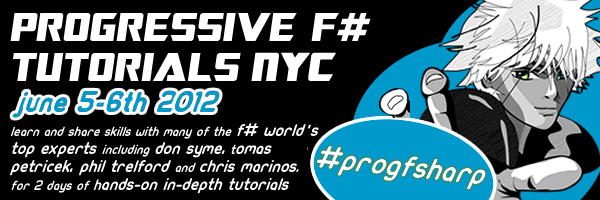 PROGRESSIVE F#
TUTORIALS NYC
june 5-6th 2012
learn and share skills with many of the f# world's
top experts including don syme, tomas
petricek, phil trelford and chris marinos,
for 2 days of hands-on in-depth tutorials
#progfsharp